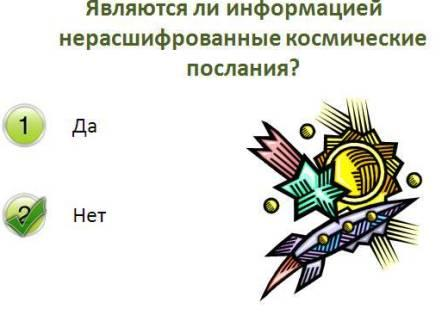 Являются ли информацией
нерасшифрованные космические
послания?
1 Да
2 Нет